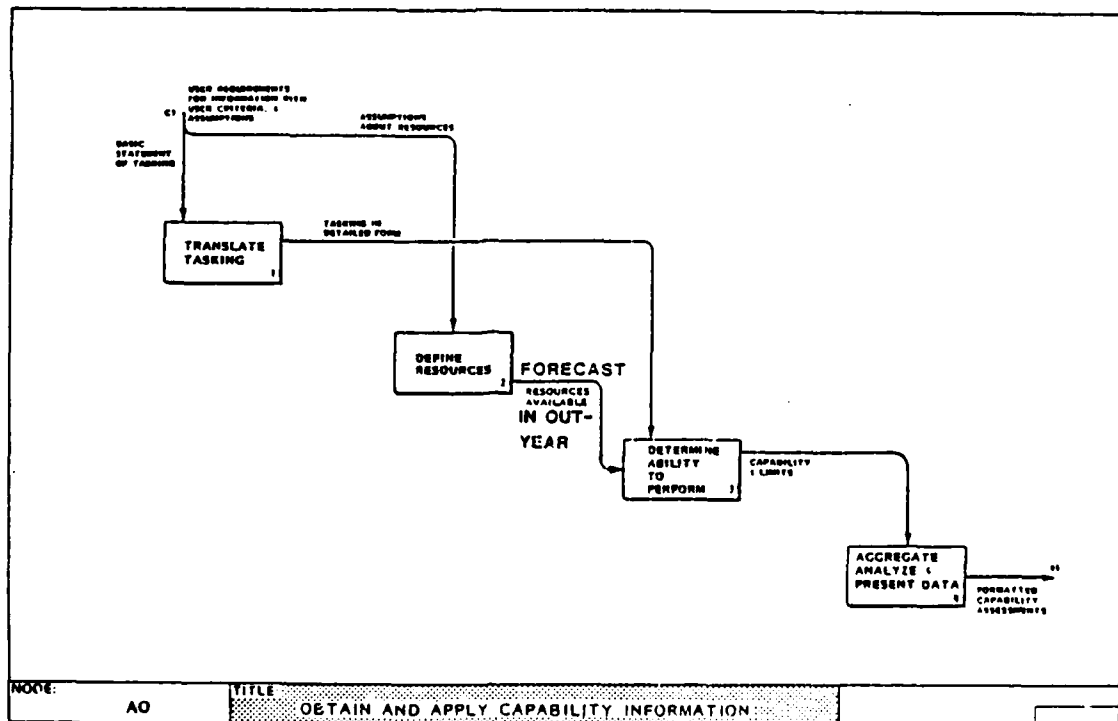 USER REQUIREMENTS
FOR INFORMATION WITH
USER CRITERIA, &
C1 ASSUMPTIONS
ASSUMPTIONS
ABOUT RESOURCES
BASIC
STATEMENT
OF TASKING
TRANSLATE
TASKING
1
TASKING IN
DETAILED FORM
DEFINE
RESOURCES
2
FORECAST
RESOURCES
AVAILABLE
IN OUT-
YEAR
DETERMINE
ABILITY
TO
PERFORM
3
CAPABILITY
& LIMITS
AGGREGATE
ANALYZE &
PRESENT DATA
4
FORMATTED
CAPABILITY
ASSESSMENTS
NODE:
AO
TITLE
OBTAIN AND APPLY CAPABILITY INFORMATION